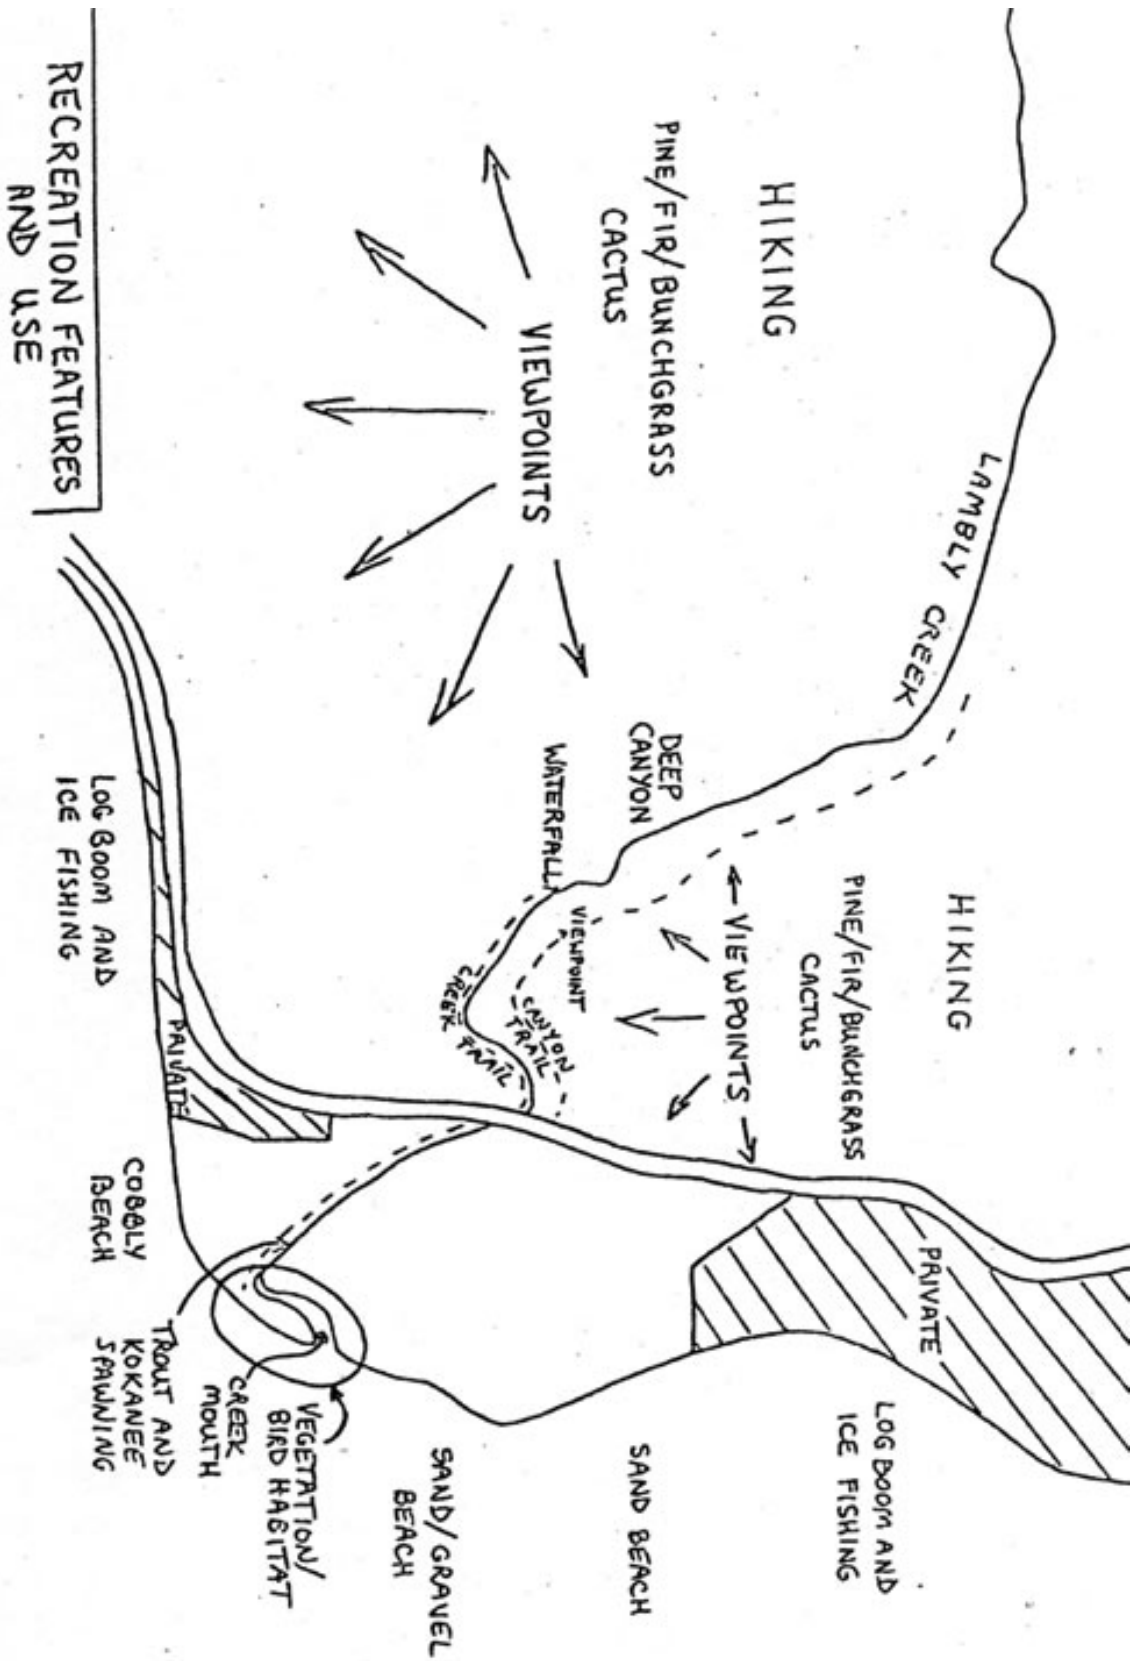 HIKING
PINE/FIR/BUNCHGRASS
CACTUS
VIEWPOINTS
RECREATION FEATURES
AND USE
LAMBLY CREEK
DEEP
CANYON
WATERFALL
HIKING
PINE/FIR/BUNCHGRASS
CACTUS
VIEWPOINTS
VIEWPOINT
CANYON
TRAIL
CREEK TRAIL
LOG BOOM AND
ICE FISHING
PRIVATE
PRIVATE
LOG BOOM AND
ICE FISHING
SAND BEACH
SAND/GRAVEL
BEACH
VEGETATION/
BIRD HABITAT
CREEK
MOUTH
TROUT AND
KOKANEE
SPAWNING
COBBLY
BEACH